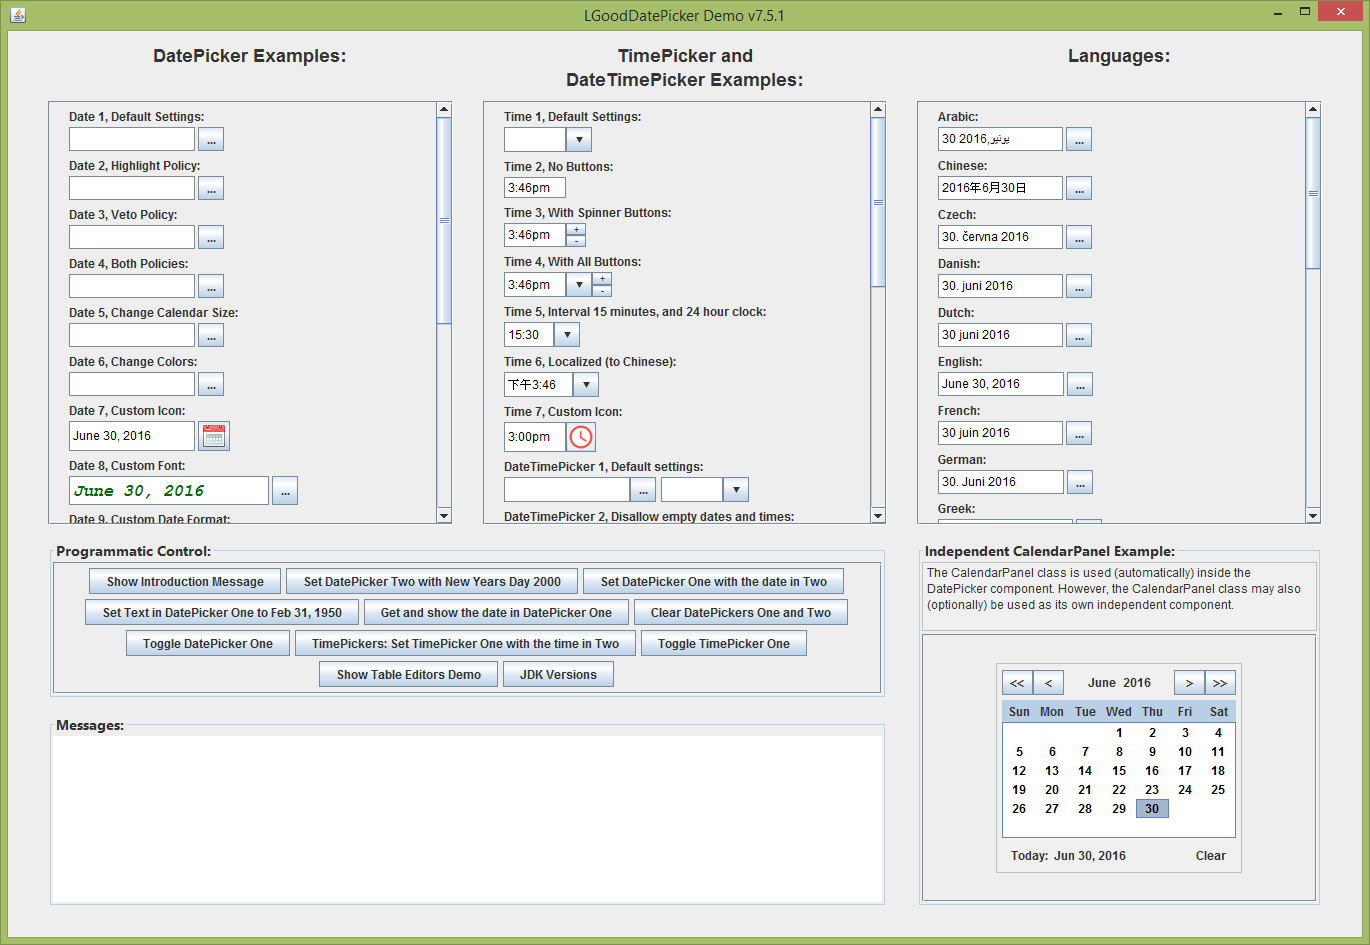 LGoodDatePicker Demo v7.5.1
DatePicker Examples:
Date 1, Default Settings:
...
Date 2, Highlight Policy:
...
Date 3, Veto Policy:
...
Date 4, Both Policies:
...
Date 5, Change Calendar Size:
...
Date 6, Change Colors:
...
Date 7, Custom Icon:
June 30, 2016
Date 8, Custom Font:
June 30, 2016 ...
Date 9, Custom Date Format:
TimePicker and
DateTimePicker Examples:
Time 1, Default Settings:
Time 2, No Buttons:
3:46pm
Time 3, With Spinner Buttons:
3:46pm + -
Time 4, With All Buttons:
3:46pm + -
Time 5, Interval 15 minutes, and 24 hour clock:
15:30
Time 6, Localized (to Chinese):
下午3:46
Time 7, Custom Icon:
3:00pm
DateTimePicker 1, Default settings:
...
DateTimePicker 2, Disallow empty dates and times:
Languages:
Arabic:
30 يونيو,2016 ...
Chinese:
2016年6月30日 ...
Czech:
30. června 2016 ...
Danish:
30. juni 2016 ...
Dutch:
30 juni 2016 ...
English:
June 30, 2016 ...
French:
30 juin 2016 ...
German:
30. Juni 2016 ...
Greek:
Programmatic Control:
Show Introduction Message Set DatePicker Two with New Years Day 2000 Set DatePicker One with the date in Two
Set Text in DatePicker One to Feb 31, 1950 Get and show the date in DatePicker One Clear DatePickers One and Two
Toggle DatePicker One TimePickers: Set TimePicker One with the time in Two Toggle TimePicker One
Show Table Editors Demo JDK Versions
Messages:
Independent CalendarPanel Example:
The CalendarPanel class is used (automatically) inside the
DatePicker component. However, the CalendarPanel class may also
(optionally) be used as its own independent component.
<< < June 2016 > >>
Sun Mon Tue Wed Thu Fri Sat
1 2 3 4
5 6 7 8 9 10 11
12 13 14 15 16 17 18
19 20 21 22 23 24 25
26 27 28 29 30
Today: Jun 30, 2016 Clear